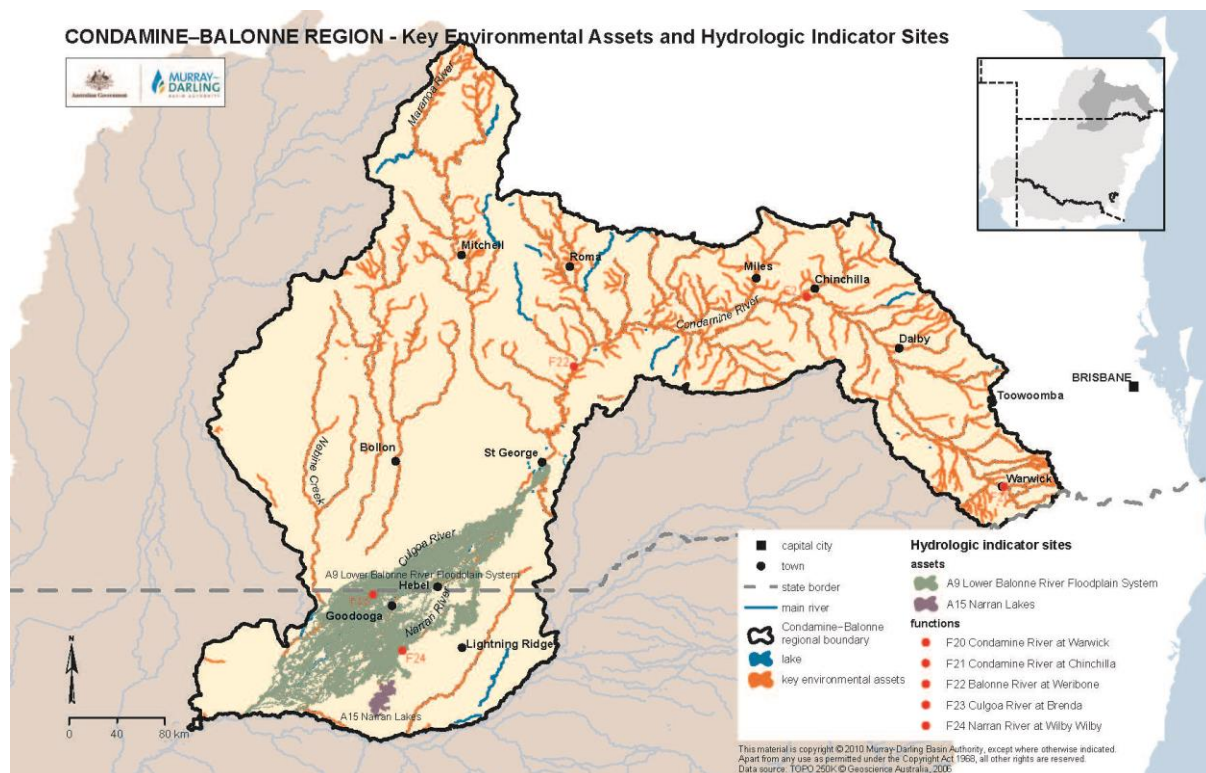 CONDAMINE–BALONNE REGION - Key Environmental Assets and Hydrologic Indicator Sites
Australian Government
MURRAY–
DARLING
BASIN AUTHORITY
Maranoa River
Mitchell
Roma
Miles
Chinchilla
Condamine River
Dalby
F22
BRISBANE
Toowoomba
Nebine Creek
Bollon
St George
Warwick
Culgoa River
A9 Lower Balonne River Floodplain System
Hebel
Goodooga
Narran River
F24
Lightning Ridge
A15 Narran Lakes
N
0 40 80 km
capital city
town
state border
main river
Condamine–Balonne
regional boundary
lake
key environmental assets
Hydrologic indicator sites
assets
A9 Lower Balonne River Floodplain System
A15 Narran Lakes
functions
F20 Condamine River at Warwick
F21 Condamine River at Chinchilla
F22 Balonne River at Weribone
F23 Culgoa River at Brenda
F24 Narran River at Wilby Wilby
This material is copyright © 2010 Murray-Darling Basin Authority, except where otherwise indicated.
Apart from any use as permitted under the Copyright Act 1968, all other rights are reserved.
Data source: TOPO 250K © Geoscience Australia, 2006